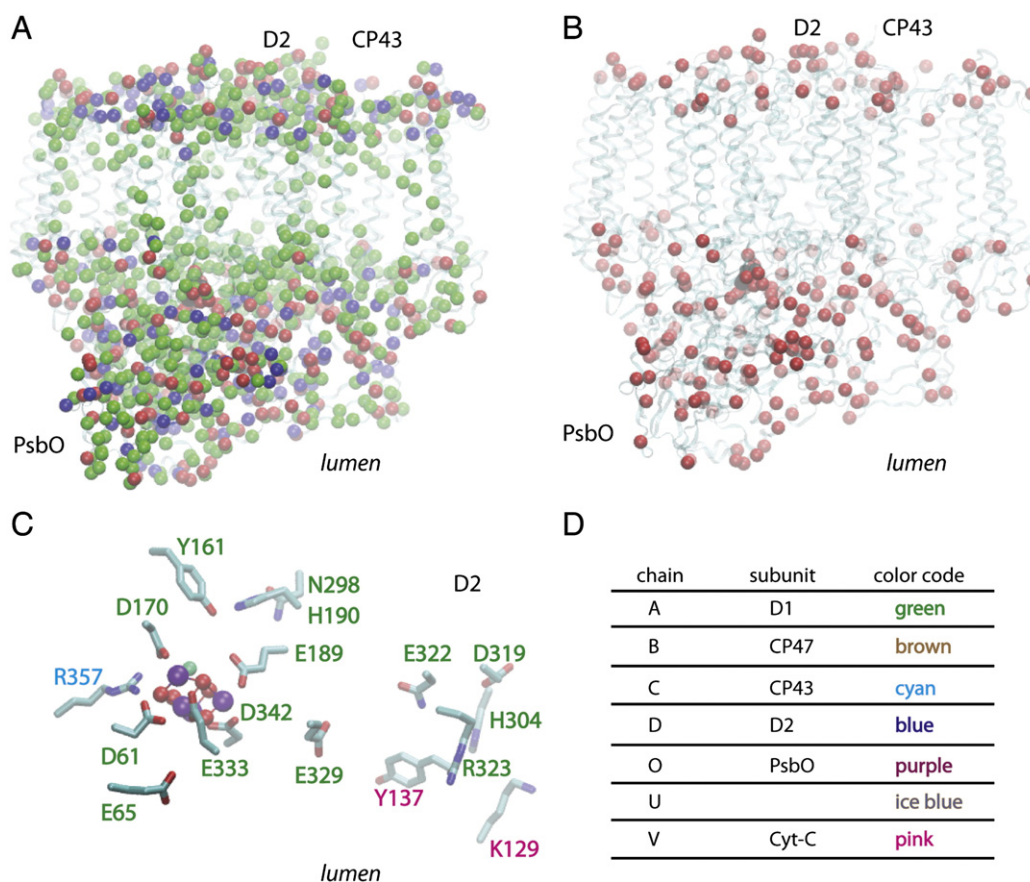 A
D2 CP43
PsbO
lumen
B
D2 CP43
PsbO
lumen
C
Y161
D2
N298
H190
D170
E189
E322 D319
R357
D342
H304
D61
E333
E329
R323
Y137
E65
K129
lumen
D
chain subunit color code
A D1 green
B CP47 brown
C CP43 cyan
D D2 blue
O PsbO purple
U ice blue
V Cyt-C pink